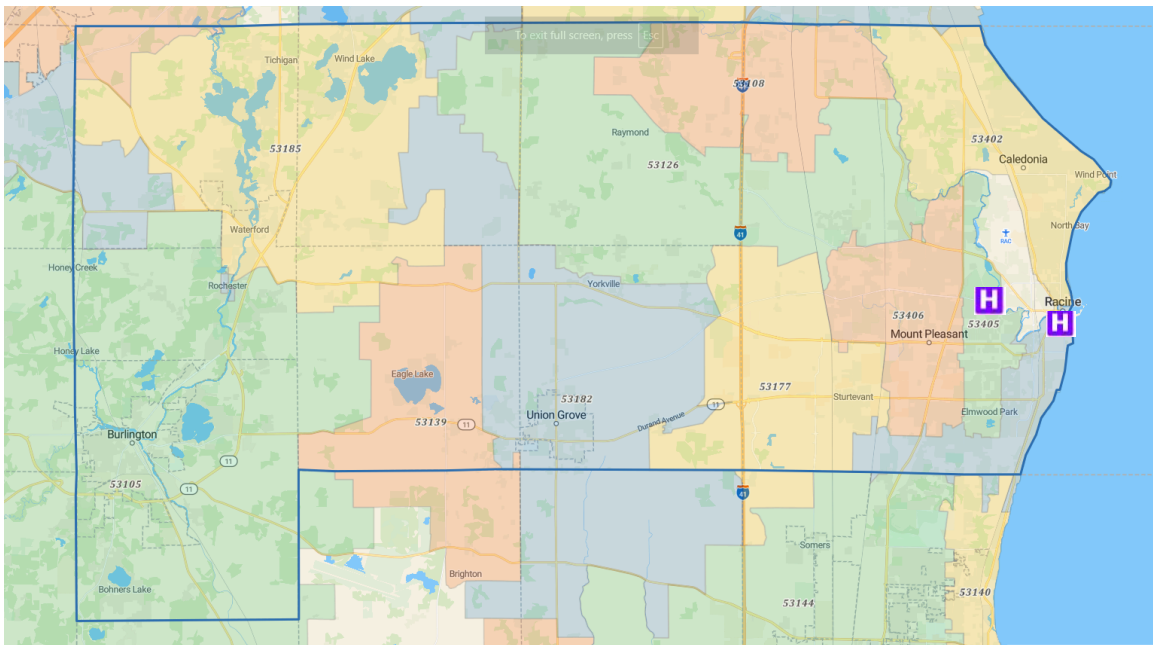 To exit full screen, press Esc
Tichigan
Wind Lake
53108
Raymond
53126
53185
53402
Caledonia
Wind Point
Waterford
41
RAC
North Bay
Honey Creek
Rochester
Yorkville
H
Racine
H
53406
53405
Mount Pleasant
Honey Lake
Eagle Lake
53177
53182
Sturtevant
Union Grove
Durand Avenue
11
Elmwood Park
53139
11
Burlington
11
53105
11
41
Somers
Brighton
Bohners Lake
53140
53144